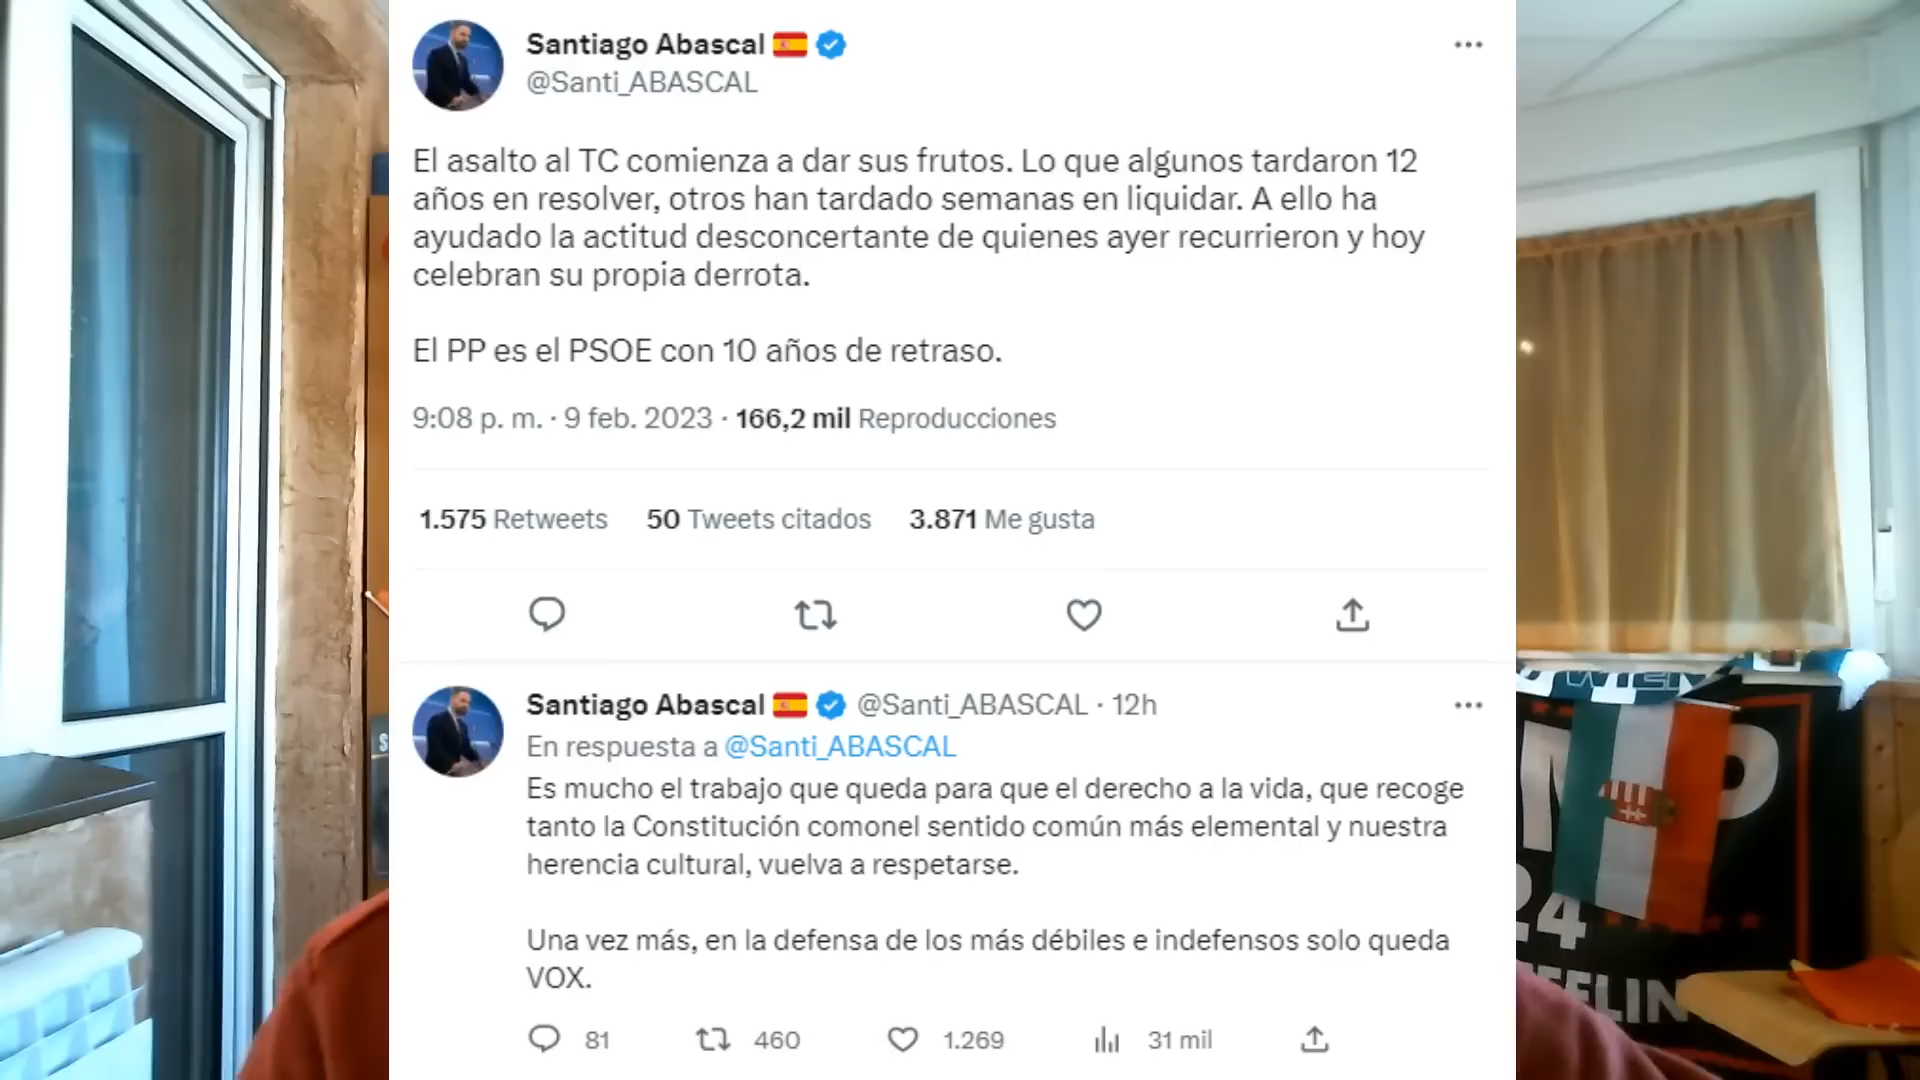 Santiago Abascal
@Santi_ABASCAL
El asalto al TC comienza a dar sus frutos. Lo que algunos tardaron 12
años en resolver, otros han tardado semanas en liquidar. A ello ha
ayudado la actitud desconcertante de quienes ayer recurrieron y hoy
celebran su propia derrota.
El PP es el PSOE con 10 años de retraso.
9:08 p. m. · 9 feb. 2023 · 166,2 mil Reproducciones
1.575 Retweets 50 Tweets citados 3.871 Me gusta
Santiago Abascal @Santi_ABASCAL · 12h
En respuesta a @Santi_ABASCAL
Es mucho el trabajo que queda para que el derecho a la vida, que recoge
tanto la Constitución comonel sentido común más elemental y nuestra
herencia cultural, vuelva a respetarse.
Una vez más, en la defensa de los más débiles e indefensos solo queda
VOX.
81 460 1.269 31 mil